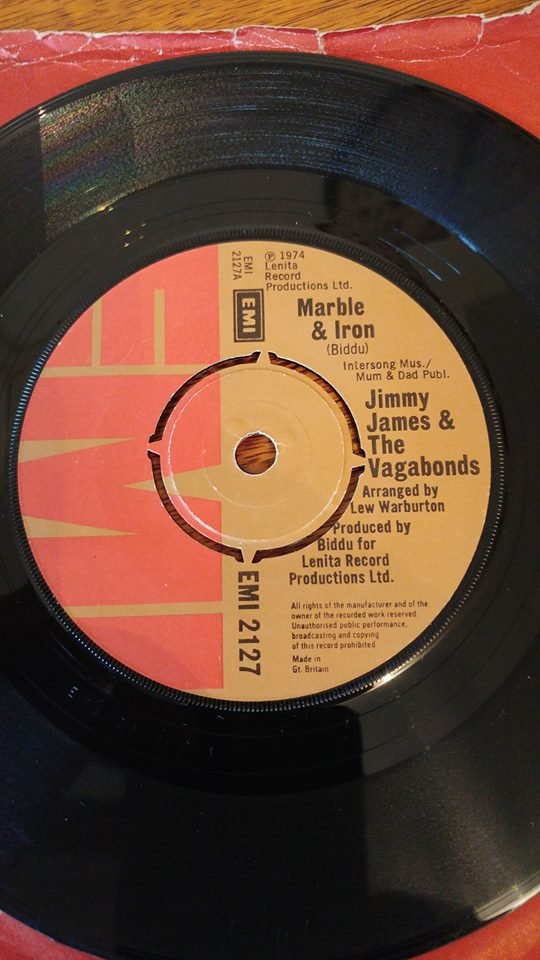 ℗ 1974
Lenita
Record
Productions Ltd.
EMI
2127A
EMI
Marble
& Iron
(Biddu)
Intersong Mus./
Mum & Dad Publ.
Jimmy
James &
The
Vagabonds
Arranged by
Lew Warburton
Produced by
Biddu for
Lenita Record
Productions Ltd.
EMI 2127
All rights of the manufacturer and of the
owner of the recorded work reserved.
Unauthorised public performance,
broadcasting and copying
of this record prohibited
Made in
Gt. Britain
EMI